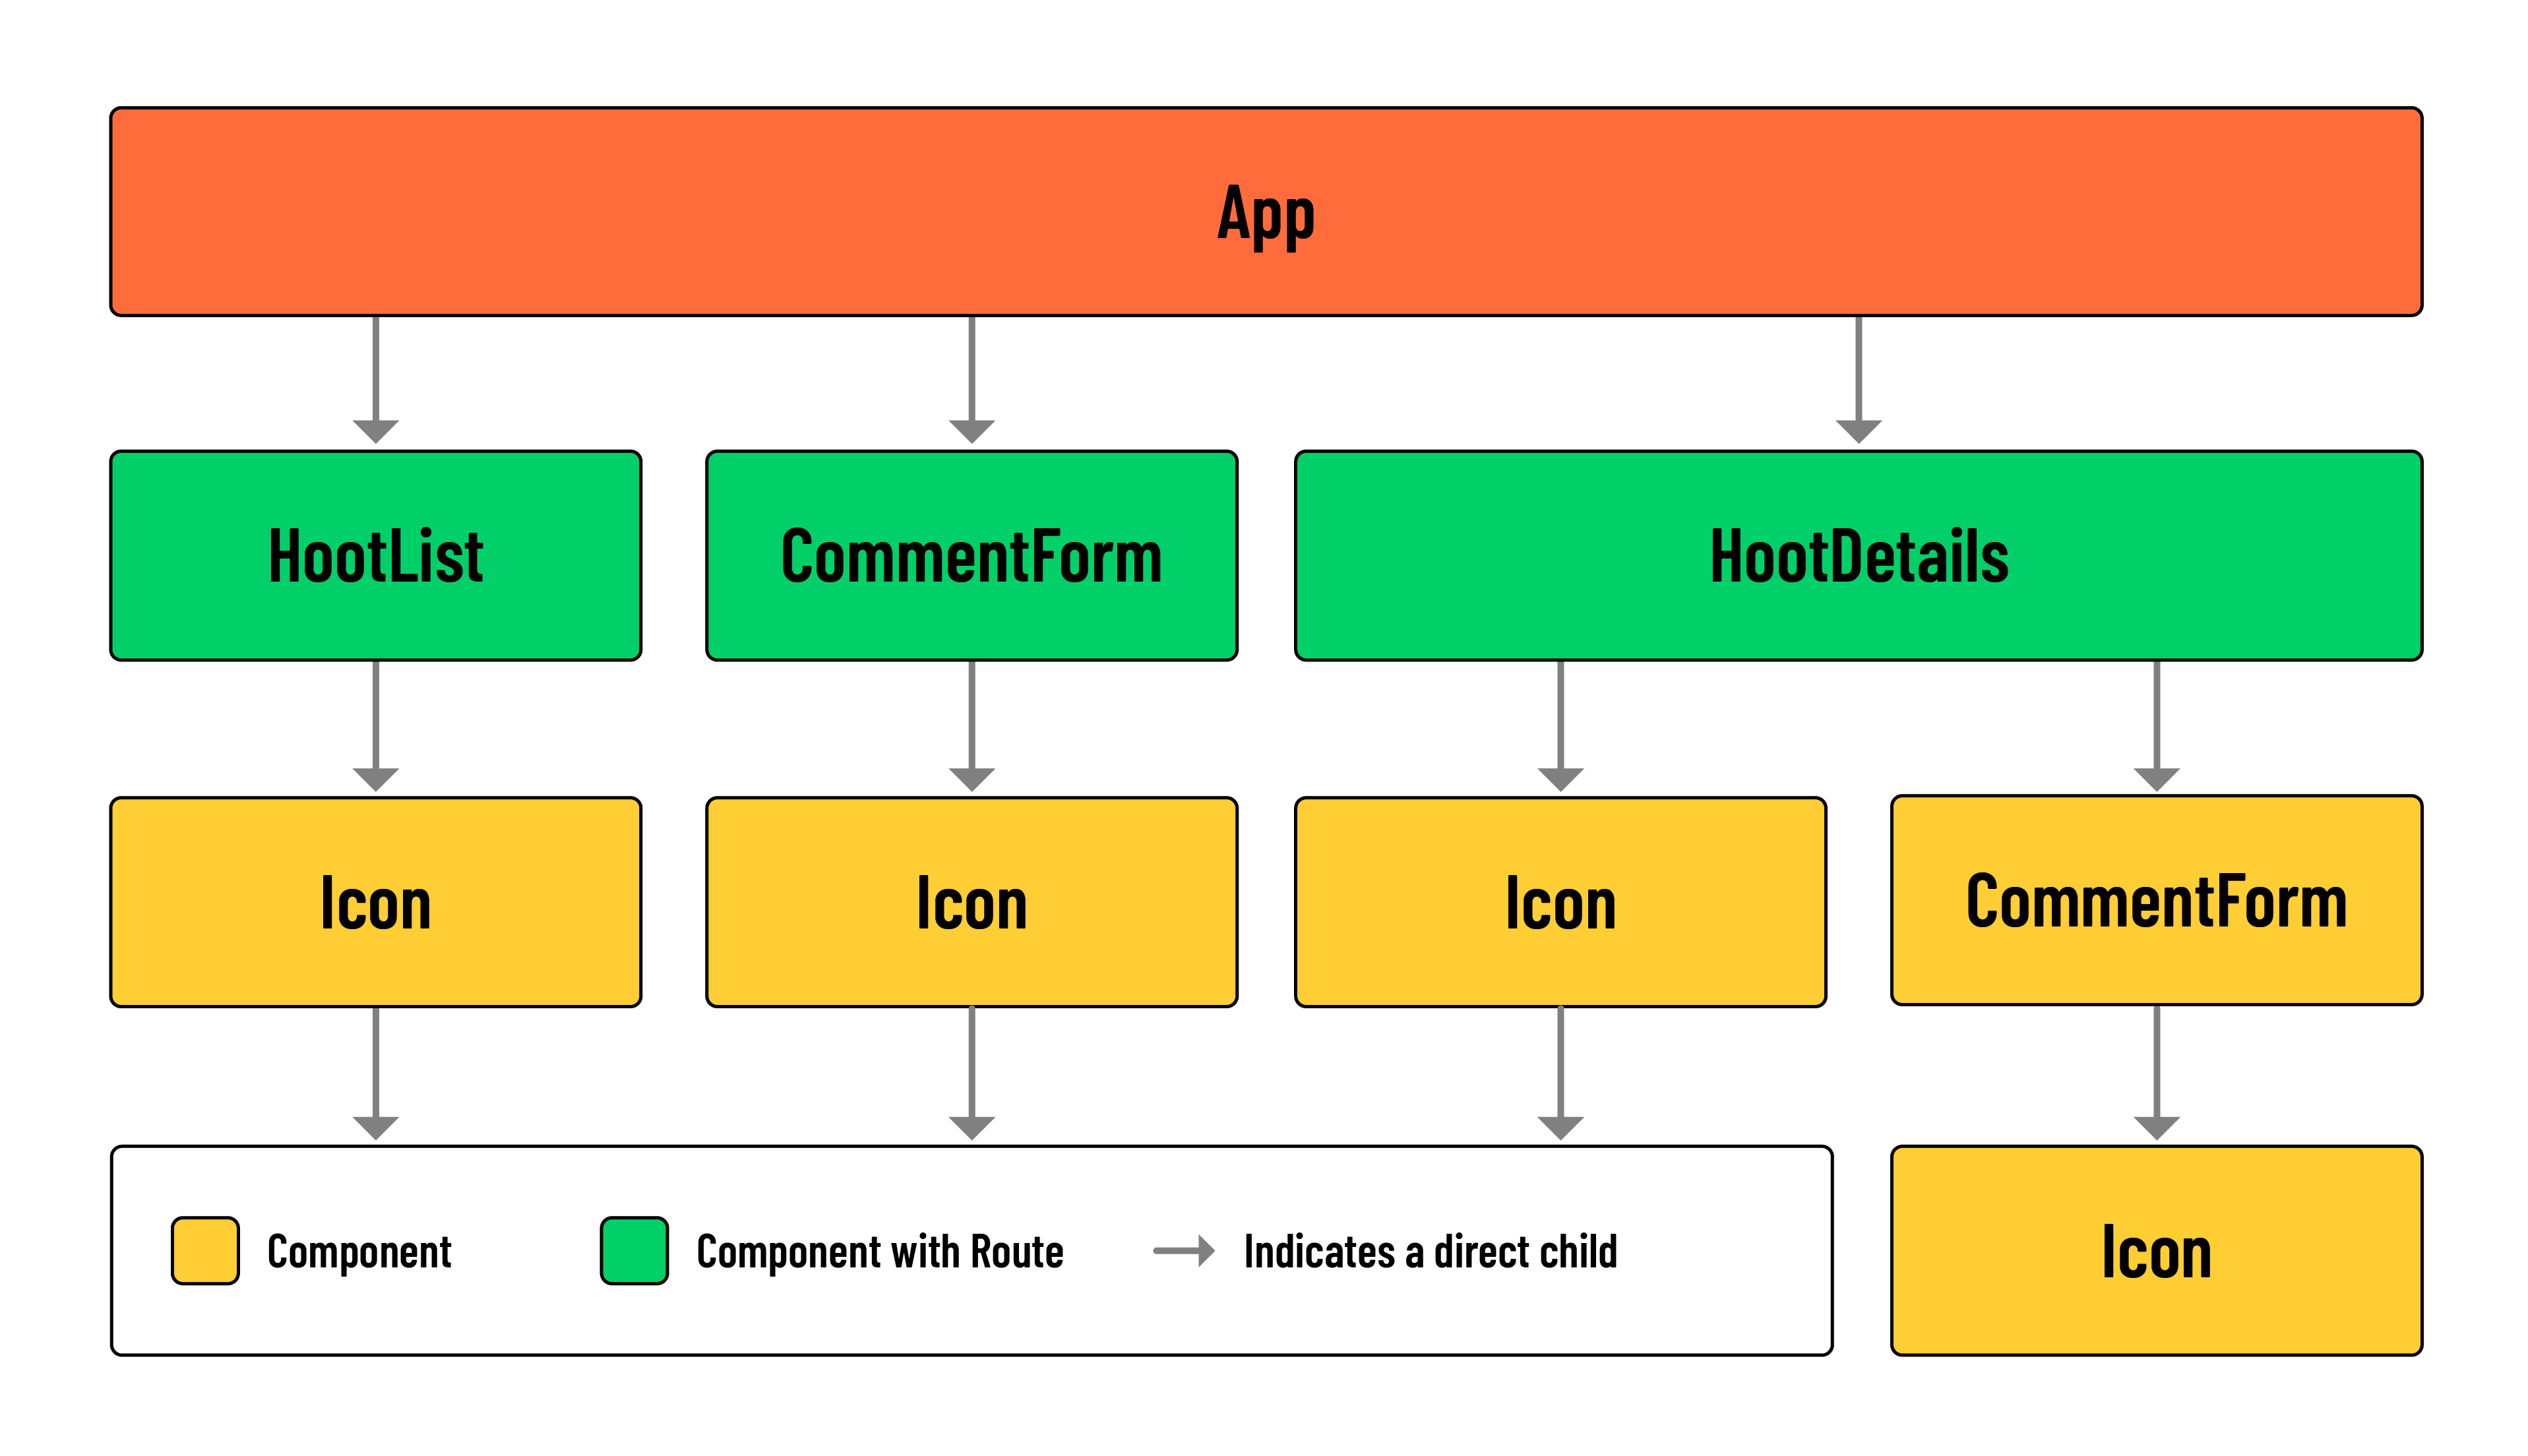 App
HootList
CommentForm
HootDetails
Icon
Icon
Icon
CommentForm
Component
Component with Route
Indicates a direct child
Icon